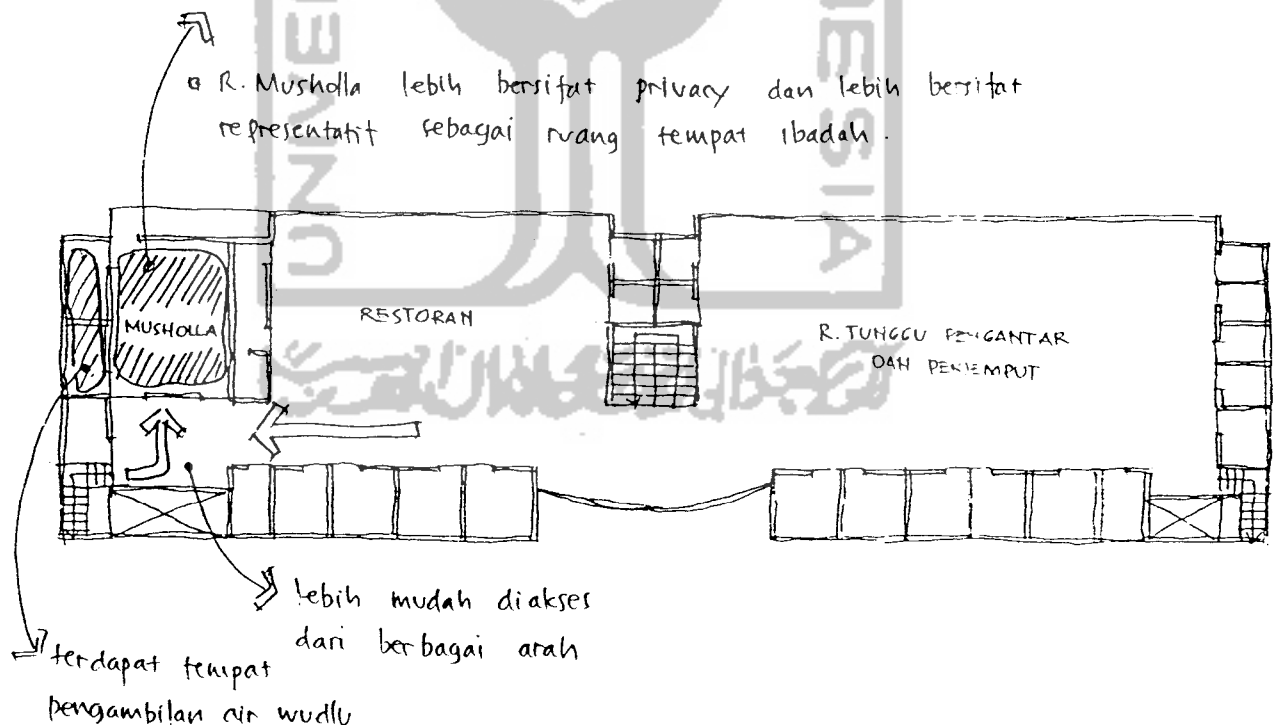 R. Musholla lebih bersifat privacy dan lebih bersifat
representatif sebagai ruang tempat ibadah.
MUSHOLLA
RESTORAN
R. TUNGGU PENGANTAR
DAN PENJEMPUT
lebih mudah diakses
dari berbagai arah
terdapat tempat
pengambilan air wudlu